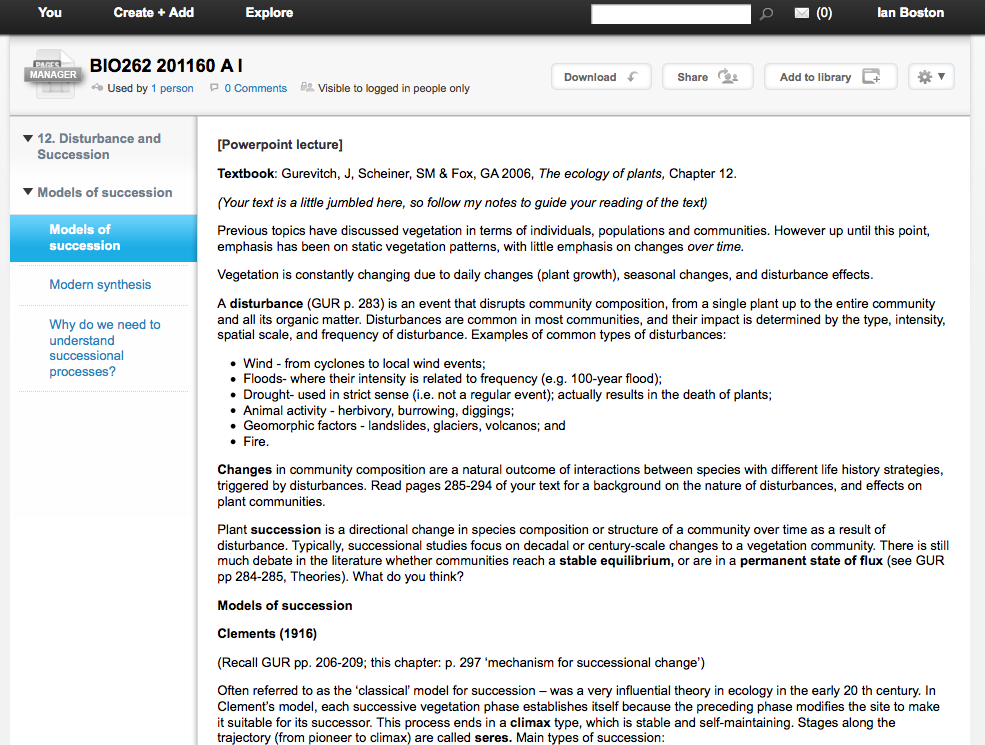 You Create + Add Explore (0) Ian Boston
PAGES
MANAGER
BIO262 201160 A I
Used by 1 person 0 Comments Visible to logged in people only
Download Share Add to library
12. Disturbance and
Succession
Models of succession
Models of
succession
Modern synthesis
Why do we need to
understand
successional
processes?
[Powerpoint lecture]
Textbook: Gurevitch, J, Scheiner, SM & Fox, GA 2006, The ecology of plants, Chapter 12.
(Your text is a little jumbled here, so follow my notes to guide your reading of the text)
Previous topics have discussed vegetation in terms of individuals, populations and communities. However up until this point,
emphasis has been on static vegetation patterns, with little emphasis on changes over time.
Vegetation is constantly changing due to daily changes (plant growth), seasonal changes, and disturbance effects.
A disturbance (GUR p. 283) is an event that disrupts community composition, from a single plant up to the entire community
and all its organic matter. Disturbances are common in most communities, and their impact is determined by the type, intensity,
spatial scale, and frequency of disturbance. Examples of common types of disturbances:
• Wind - from cyclones to local wind events;
• Floods- where their intensity is related to frequency (e.g. 100-year flood);
• Drought- used in strict sense (i.e. not a regular event); actually results in the death of plants;
• Animal activity - herbivory, burrowing, diggings;
• Geomorphic factors - landslides, glaciers, volcanos; and
• Fire.
Changes in community composition are a natural outcome of interactions between species with different life history strategies,
triggered by disturbances. Read pages 285-294 of your text for a background on the nature of disturbances, and effects on
plant communities.
Plant succession is a directional change in species composition or structure of a community over time as a result of
disturbance. Typically, successional studies focus on decadal or century-scale changes to a vegetation community. There is still
much debate in the literature whether communities reach a stable equilibrium, or are in a permanent state of flux (see GUR
pp 284-285, Theories). What do you think?
Models of succession
Clements (1916)
(Recall GUR pp. 206-209; this chapter: p. 297 ‘mechanism for successional change’)
Often referred to as the ‘classical’ model for succession – was a very influential theory in ecology in the early 20 th century. In
Clement’s model, each successive vegetation phase establishes itself because the preceding phase modifies the site to make
it suitable for its successor. This process ends in a climax type, which is stable and self-maintaining. Stages along the
trajectory (from pioneer to climax) are called seres. Main types of succession: